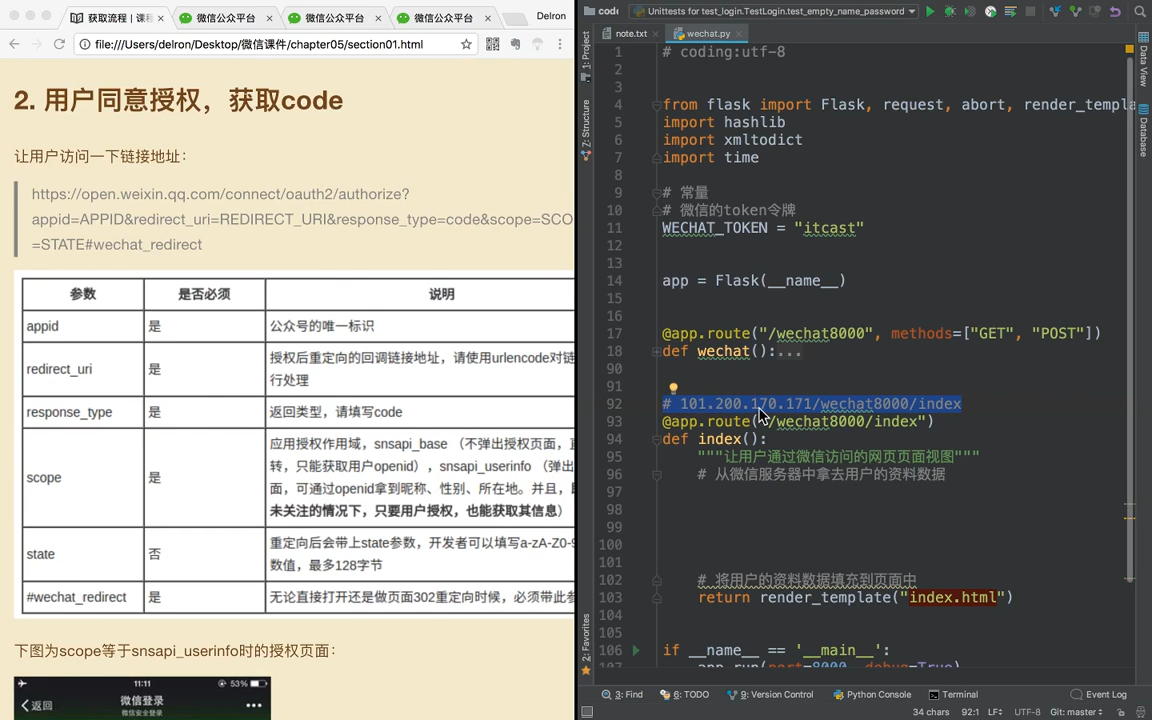 获取流程 | 课程
微信公众平台
微信公众平台
微信公众平台
Delron
file:///Users/delron/Desktop/微信课件/chapter05/section01.html
2. 用户同意授权，获取code
让用户访问一下链接地址：
https://open.weixin.qq.com/connect/oauth2/authorize?
appid=APPID&redirect_uri=REDIRECT_URI&response_type=code&scope=SCO
=STATE#wechat_redirect
参数 是否必须 说明
appid 是 公众号的唯一标识
redirect_uri 是 授权后重定向的回调链接地址，请使用urlencode对链
行处理
response_type 是 返回类型，请填写code
scope 是 应用授权作用域，snsapi_base （不弹出授权页面，直
转，只能获取用户openid），snsapi_userinfo （弹出
面，可通过openid拿到昵称、性别、所在地。并且，
未关注的情况下，只要用户授权，也能获取其信息）
state 否 重定向后会带上state参数，开发者可以填写a-zA-Z0-9
数值，最多128字节
#wechat_redirect 是 无论直接打开还是做页面302重定向时候，必须带此参
下图为scope等于snsapi_userinfo时的授权页面：
11:11 53%
返回 微信登录 •••
微信安全登录
code
Unittests for test_login.TestLogin.test_empty_name_password
note.txt
wechat.py
1: Project
7: Structure
2: Favorites
Data View
Database
1 # coding:utf-8
2
3
4 from flask import Flask, request, abort, render_templa
5 import hashlib
6 import xmltodict
7 import time
8
9 # 常量
10 # 微信的token令牌
11 WECHAT_TOKEN = "itcast"
12
13
14 app = Flask(__name__)
15
16
17 @app.route("/wechat8000", methods=["GET", "POST"])
18 def wechat():...
90
91
92 # 101.200.170.171/wechat8000/index
93 @app.route("/wechat8000/index")
94 def index():
95 """让用户通过微信访问的网页页面视图"""
96 # 从微信服务器中拿去用户的资料数据
97
98
99
100
101
102 # 将用户的资料数据填充到页面中
103 return render_template("index.html")
104
105
106 if __name__ == '__main__':
107 app.run(port=8000, debug=True)
3: Find
6: TODO
9: Version Control
Python Console
Terminal
Event Log
34 chars 92:1 LF UTF-8 Git: master